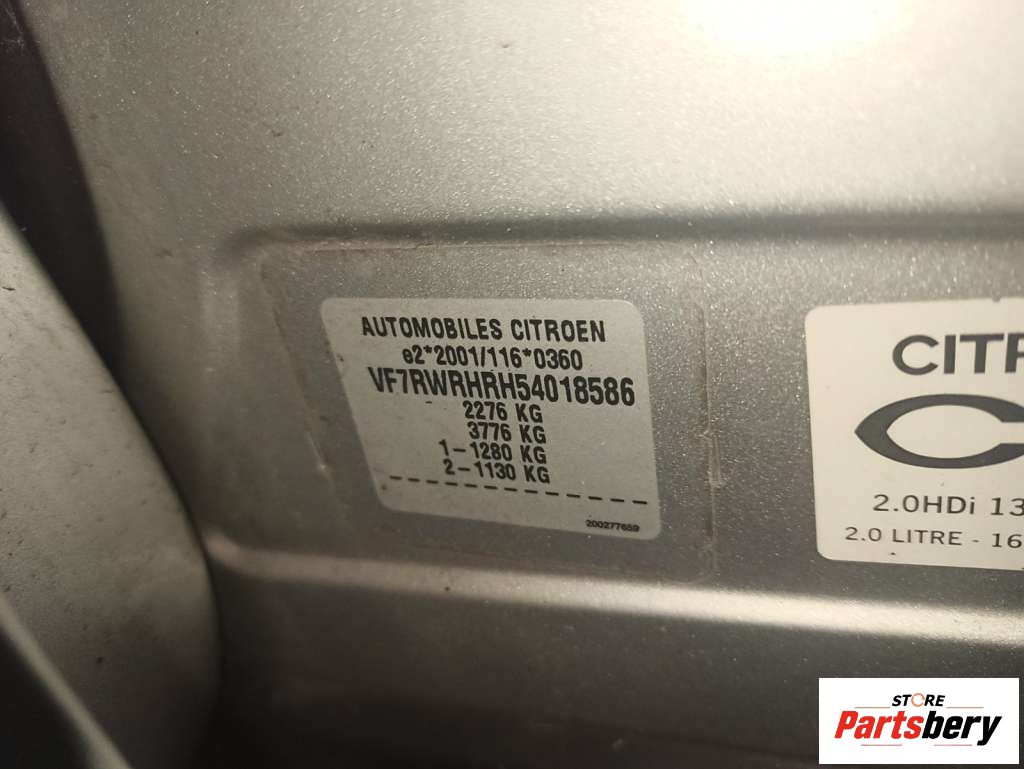 AUTOMOBILES CITROEN
e2*2001/116*0360
VF7RWRHRH54018586
2276 KG
3776 KG
1-1280 KG
2-1130 KG
200277659
CITR
2.0HDi 13
2.0 LITRE - 16
STORE
Partsbery